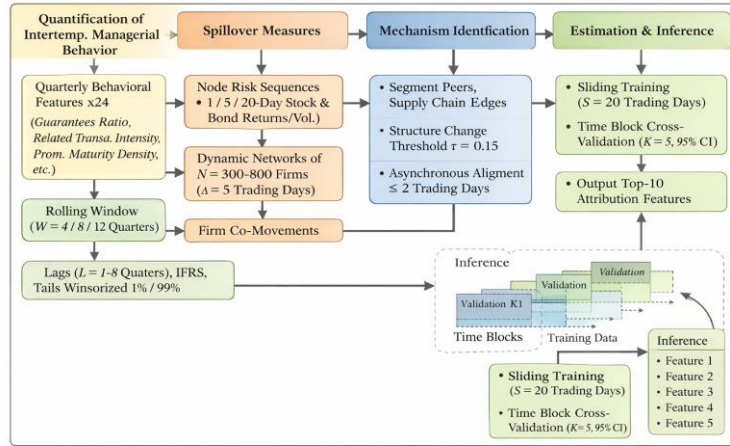 Quantification of
Intertemp. Managerial
Behavior
Spillover Measures
Mechanism Identfication
Estimation & Inference
Quarterly Behavioral
Features x24
(Guarantees Ratio,
Related Transa. Intensity,
Prom. Maturity Density,
etc.)
Rolling Window
(W = 4 / 8 / 12 Quarters)
Lags (L = 1-8 Quaters), IFRS,
Tails Winsorized 1% / 99%
Node Risk Sequences
• 1 / 5 / 20-Day Stock &
Bond Returns/Vol.)
Dynamic Networks of
N = 300–800 Firms
(Δ = 5 Trading Days)
Firm Co-Movements
• Segment Peers,
Supply Chain Edges
• Structure Change
Threshold τ = 0.15
• Asynchronous Aligment
≤ 2 Trading Days
• Sliding Training
(S = 20 Trading Days)
• Time Block Cross-
Validation (K = 5, 95% CI)
• Output Top-10
Attribution Features
Inference
Validation
Validation
Validation K1
Time Blocks
Training Data
• Sliding Training
(S = 20 Trading Days)
• Time Block Cross-
Validation (K = 5, 95% CI)
Inference
• Feature 1
• Feature 2
• Feature 3
• Feature 4
• Feature 5